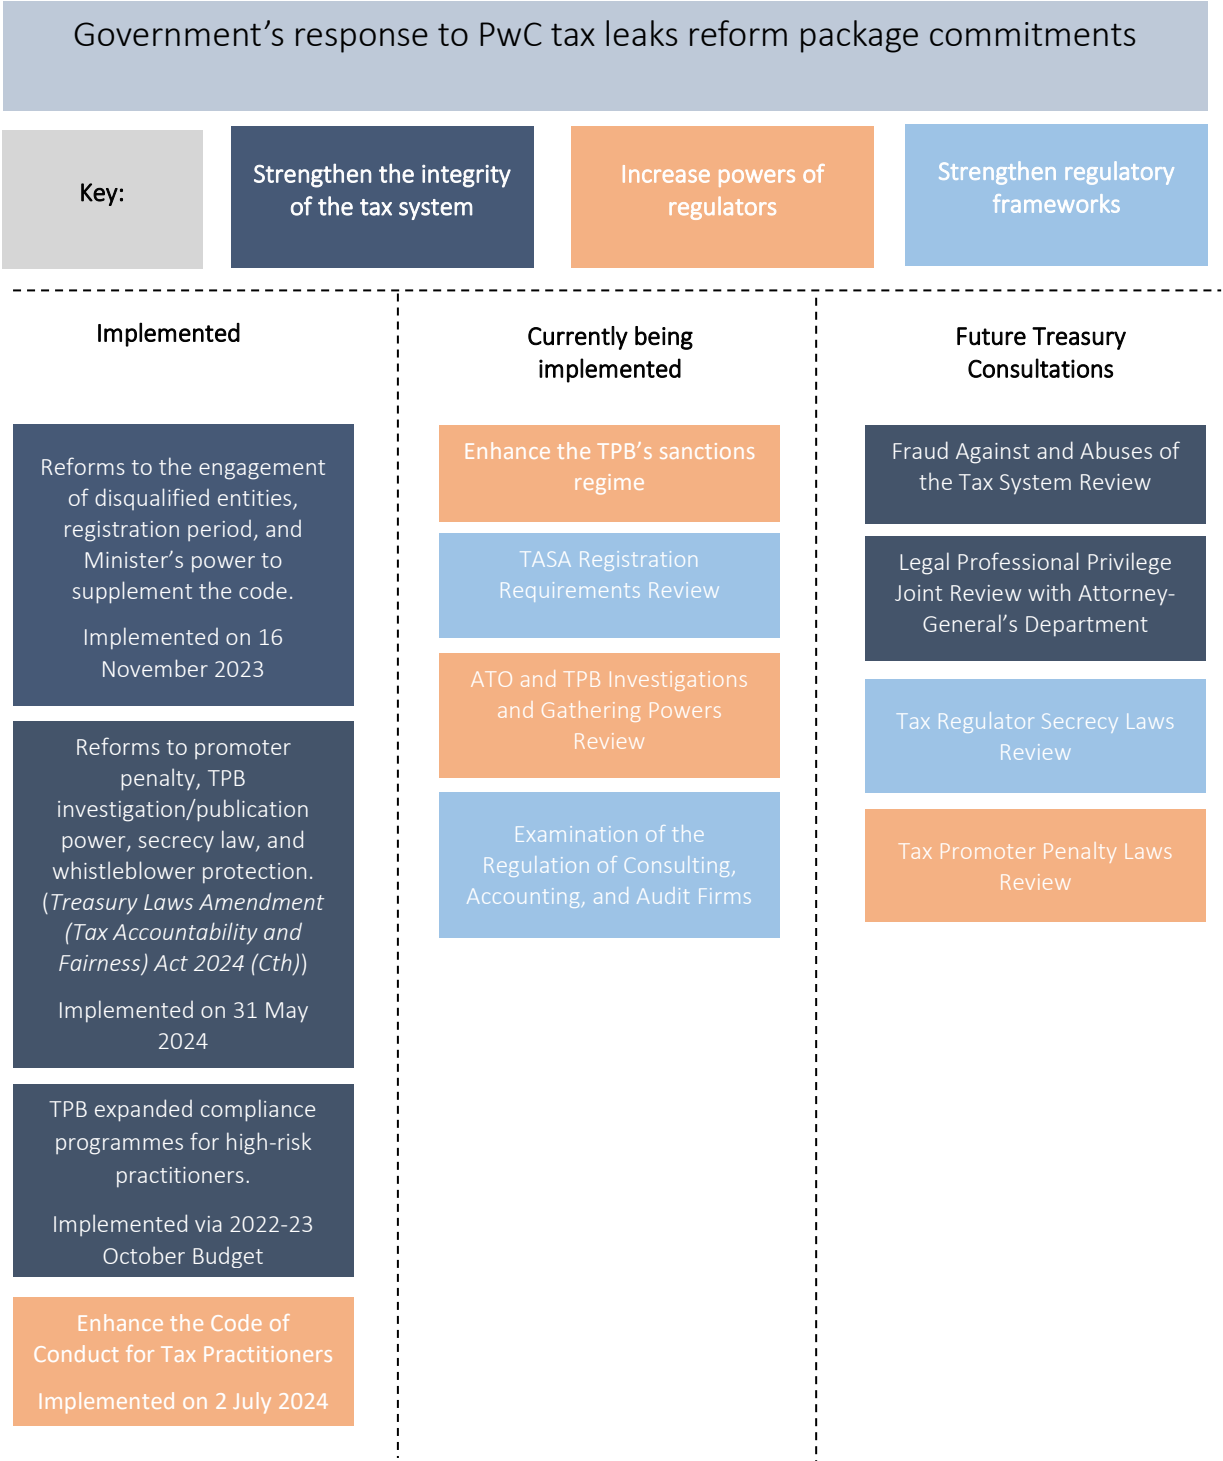 Government’s response to PwC tax leaks reform package commitments
Key:
Strengthen the integrity
of the tax system
Increase powers of
regulators
Strengthen regulatory
frameworks
Implemented
Reforms to the engagement
of disqualified entities,
registration period, and
Minister’s power to
supplement the code.
Implemented on 16
November 2023
Reforms to promoter
penalty, TPB
investigation/publication
power, secrecy law, and
whistleblower protection.
(Treasury Laws Amendment
(Tax Accountability and
Fairness) Act 2024 (Cth))
Implemented on 31 May
2024
TPB expanded compliance
programmes for high-risk
practitioners.
Implemented via 2022-23
October Budget
Enhance the Code of
Conduct for Tax Practitioners
Implemented on 2 July 2024
Currently being
implemented
Enhance the TPB’s sanctions
regime
TASA Registration
Requirements Review
ATO and TPB Investigations
and Gathering Powers
Review
Examination of the
Regulation of Consulting,
Accounting, and Audit Firms
Future Treasury
Consultations
Fraud Against and Abuses of
the Tax System Review
Legal Professional Privilege
Joint Review with Attorney-
General’s Department
Tax Regulator Secrecy Laws
Review
Tax Promoter Penalty Laws
Review